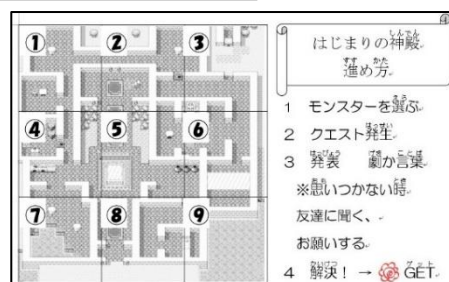 ① ② ③
④ ⑤ ⑥
⑦ ⑧ ⑨
はじまりの神殿
進め方
1 モンスターを選ぶ
2 クエスト発生
3 発表 劇か言葉
※思いつかない時
友達に聞く、
お願いする
4 解決！ → GET